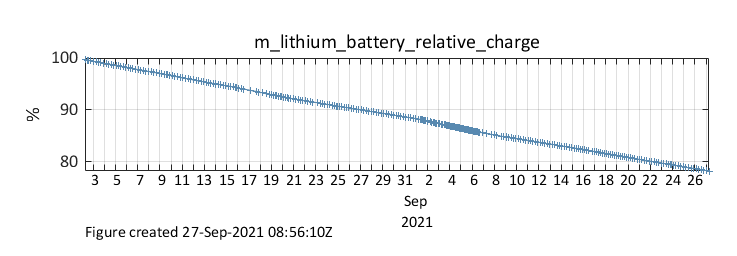 m_lithium_battery_relative_charge
100
90
80
%
3 5 7 9 11 13 15 17 19 21 23 25 27 29 31 2 4 6 8 10 12 14 16 18 20 22 24 26
Sep
2021
Figure created 27-Sep-2021 08:56:10Z